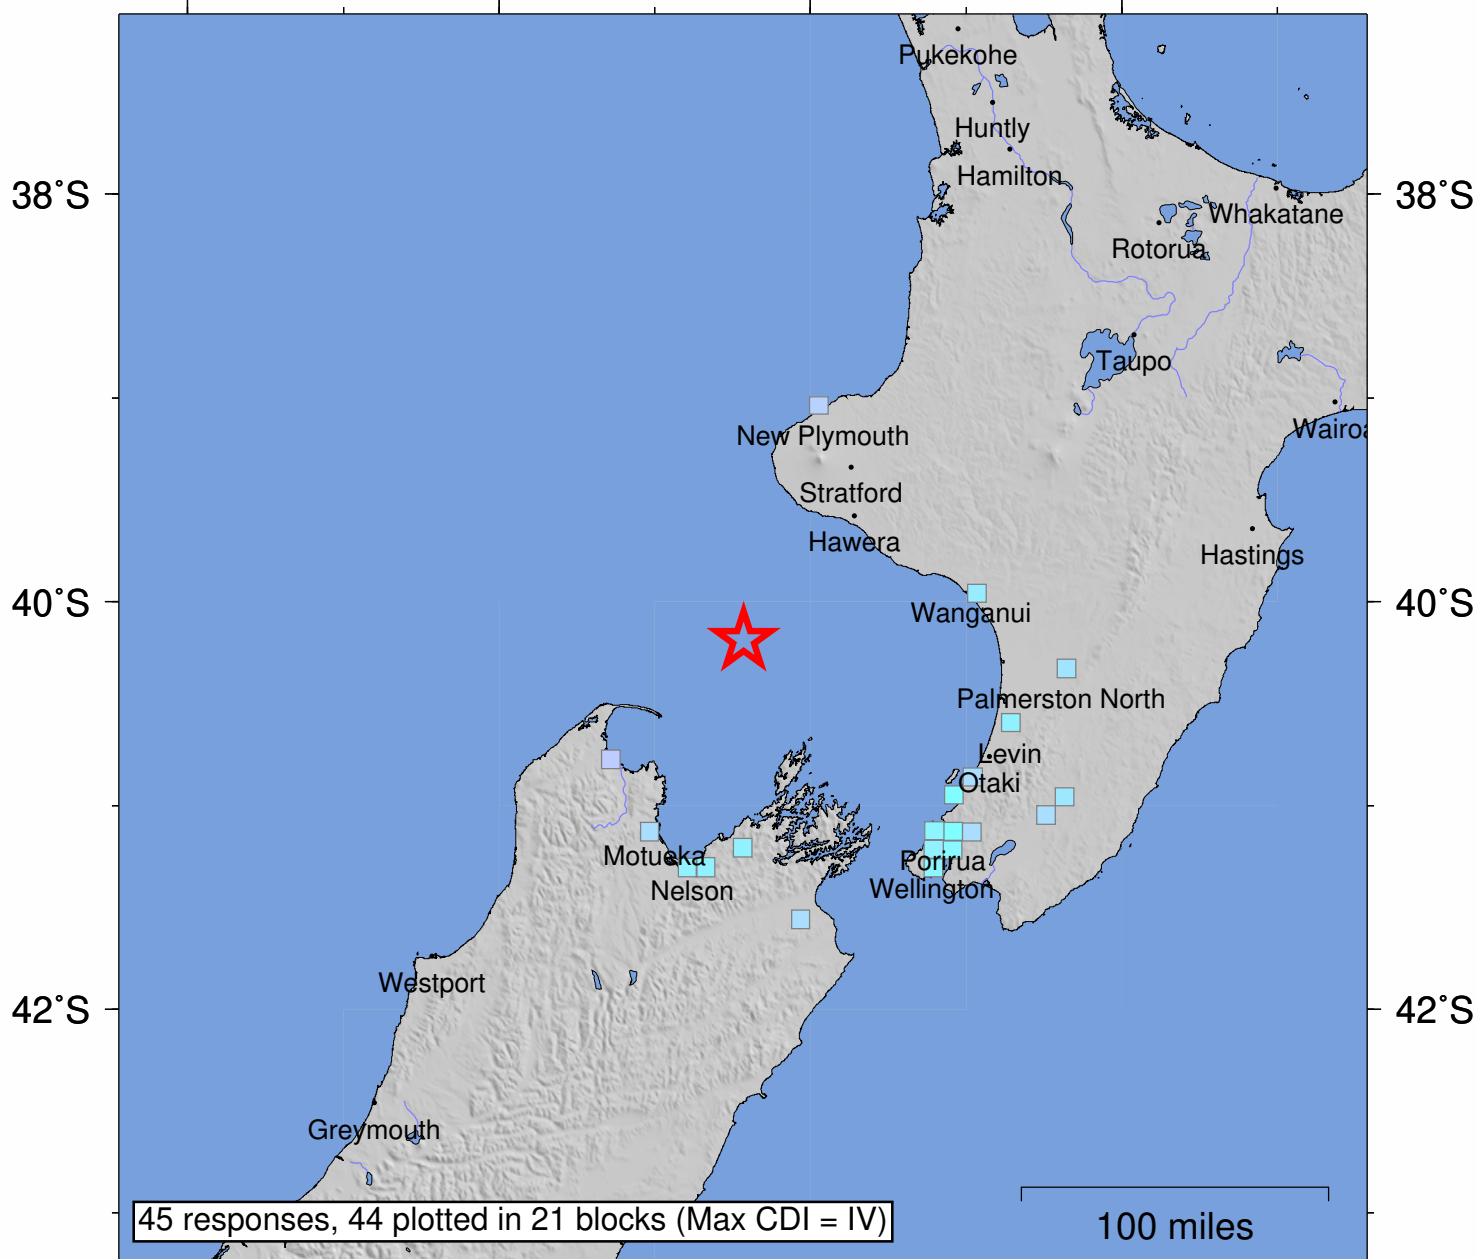 Pukekohe
Huntly
Hamilton
38°S
38°S
Whakatane
Rotorua
Taupo
New Plymouth
Wairoa
Stratford
Hawera
Hastings
40°S
40°S
Wanganui
Palmerston North
Levin
Otaki
Motueka
Porirua
Nelson
Wellington
Westport
42°S
42°S
Greymouth
45 responses, 44 plotted in 21 blocks (Max CDI = IV)
100 miles